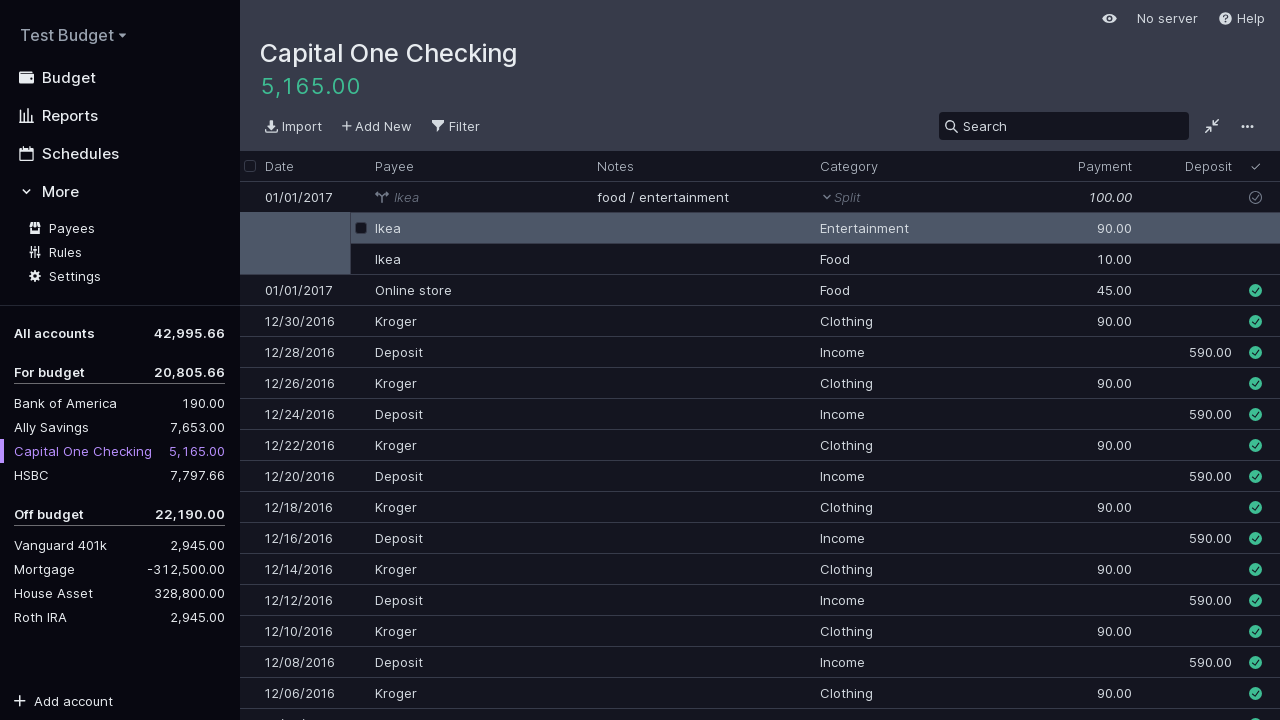 Test Budget
Budget
Reports
Schedules
More
Payees
Rules
Settings
All accounts 42,995.66
For budget 20,805.66
Bank of America 190.00
Ally Savings 7,653.00
Capital One Checking 5,165.00
HSBC 7,797.66
Off budget 22,190.00
Vanguard 401k 2,945.00
Mortgage -312,500.00
House Asset 328,800.00
Roth IRA 2,945.00
Add account
No server Help
Capital One Checking
5,165.00
Import Add New Filter Search
Date Payee Notes Category Payment Deposit
01/01/2017 Ikea food / entertainment Split 100.00
Ikea Entertainment 90.00
Ikea Food 10.00
01/01/2017 Online store Food 45.00
12/30/2016 Kroger Clothing 90.00
12/28/2016 Deposit Income 590.00
12/26/2016 Kroger Clothing 90.00
12/24/2016 Deposit Income 590.00
12/22/2016 Kroger Clothing 90.00
12/20/2016 Deposit Income 590.00
12/18/2016 Kroger Clothing 90.00
12/16/2016 Deposit Income 590.00
12/14/2016 Kroger Clothing 90.00
12/12/2016 Deposit Income 590.00
12/10/2016 Kroger Clothing 90.00
12/08/2016 Deposit Income 590.00
12/06/2016 Kroger Clothing 90.00